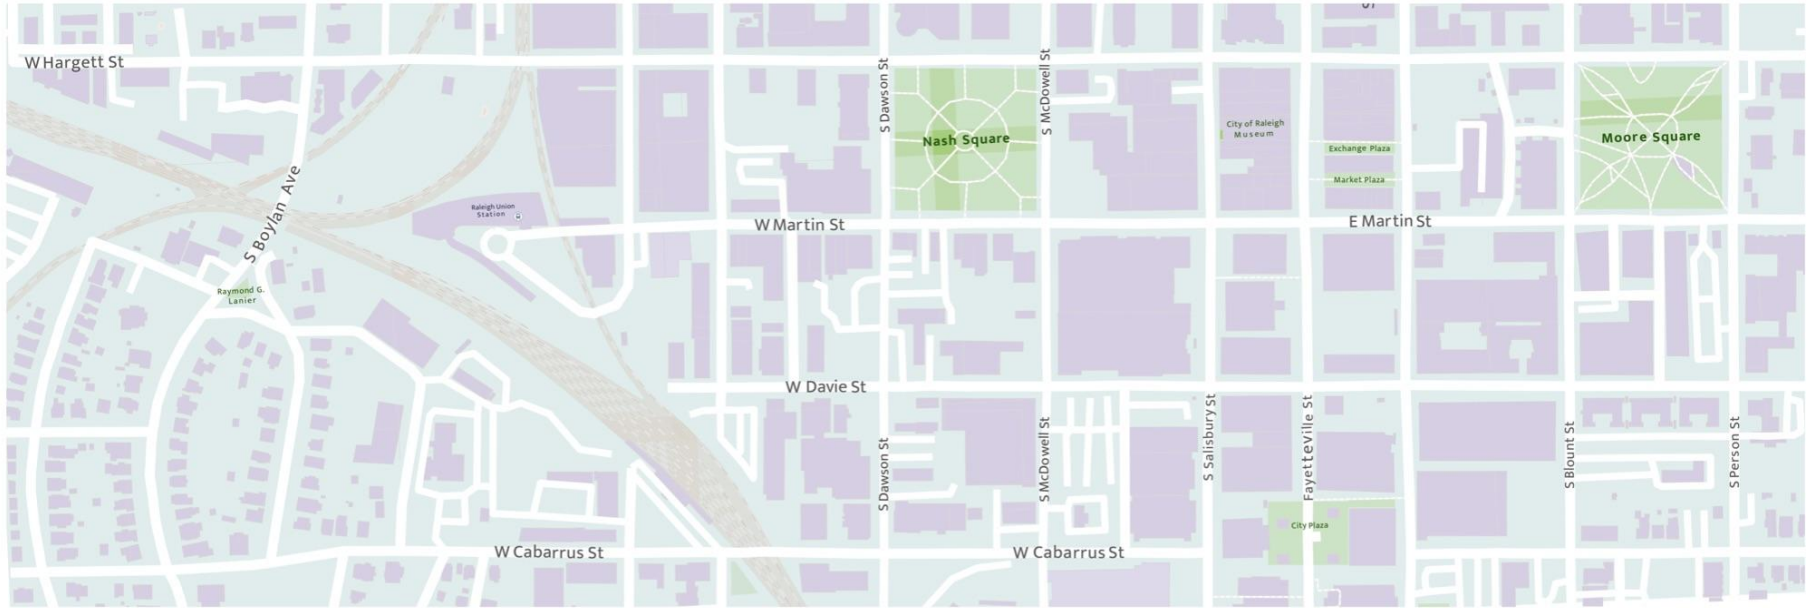 W Hargett St
S Dawson St
S McDowell St
Nash Square
City of Raleigh
Museum
Exchange Plaza
Market Plaza
Moore Square
S Boylan Ave
Raleigh Union
Station
W Martin St
E Martin St
Raymond G.
Lanier
W Davie St
S Dawson St
S McDowell St
S Salisbury St
Fayetteville St
S Blount St
S Person St
City Plaza
W Cabarrus St
W Cabarrus St